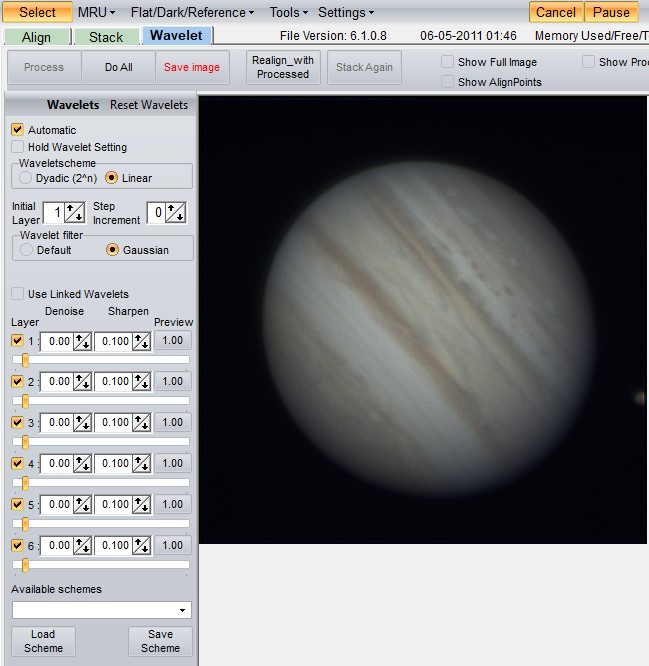 Select MRU Flat/Dark/Reference Tools Settings Cancel Pause
Align Stack Wavelet File Version: 6.1.0.8 06-05-2011 01:46 Memory Used/Free/T
Process Do All Save image Realign_with Processed Stack Again Show Full Image Show Pro
Show AlignPoints
Wavelets Reset Wavelets
Automatic
Hold Wavelet Setting
Waveletscheme
Dyadic (2^n) Linear
Initial Layer 1 Step Increment 0
Wavelet filter
Default Gaussian
Use Linked Wavelets
Denoise Sharpen
Layer Preview
1 : 0.00 0.100 1.00
2 : 0.00 0.100 1.00
3 : 0.00 0.100 1.00
4 : 0.00 0.100 1.00
5 : 0.00 0.100 1.00
6 : 0.00 0.100 1.00
Available schemes
Load Scheme Save Scheme